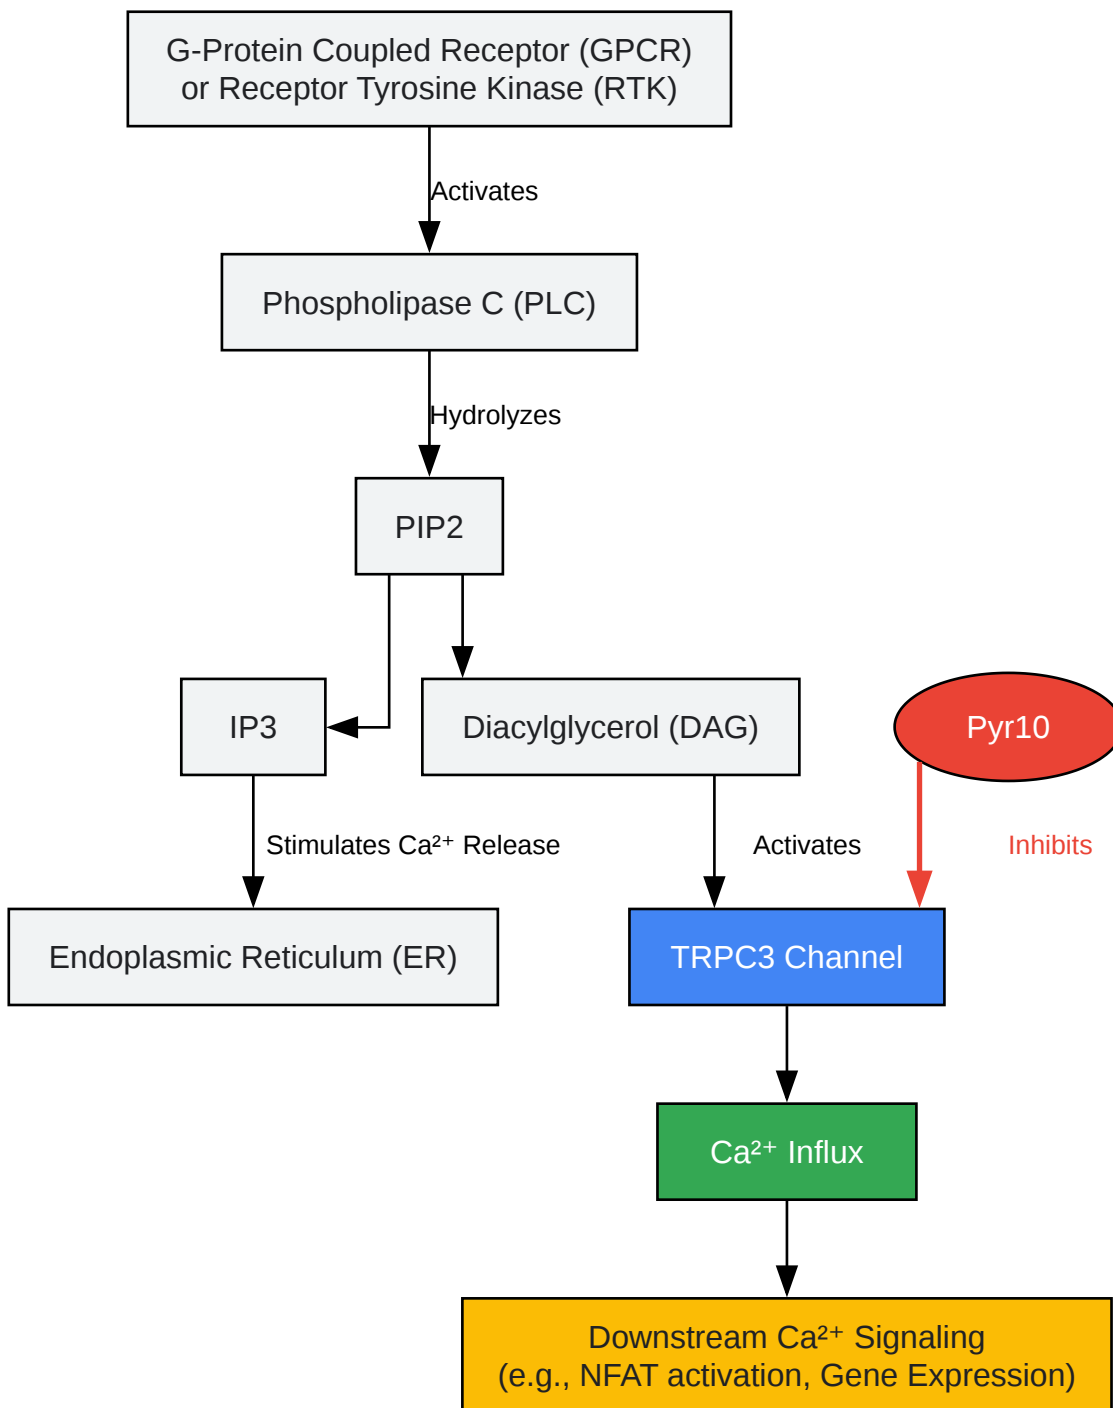 G-Protein Coupled Receptor (GPCR)
or Receptor Tyrosine Kinase (RTK)
Activates
Phospholipase C (PLC)
Hydrolyzes
PIP2
IP3
Diacylglycerol (DAG)
Pyr10
Stimulates Ca²⁺ Release
Activates
Inhibits
Endoplasmic Reticulum (ER)
TRPC3 Channel
Ca²⁺ Influx
Downstream Ca²⁺ Signaling
(e.g., NFAT activation, Gene Expression)